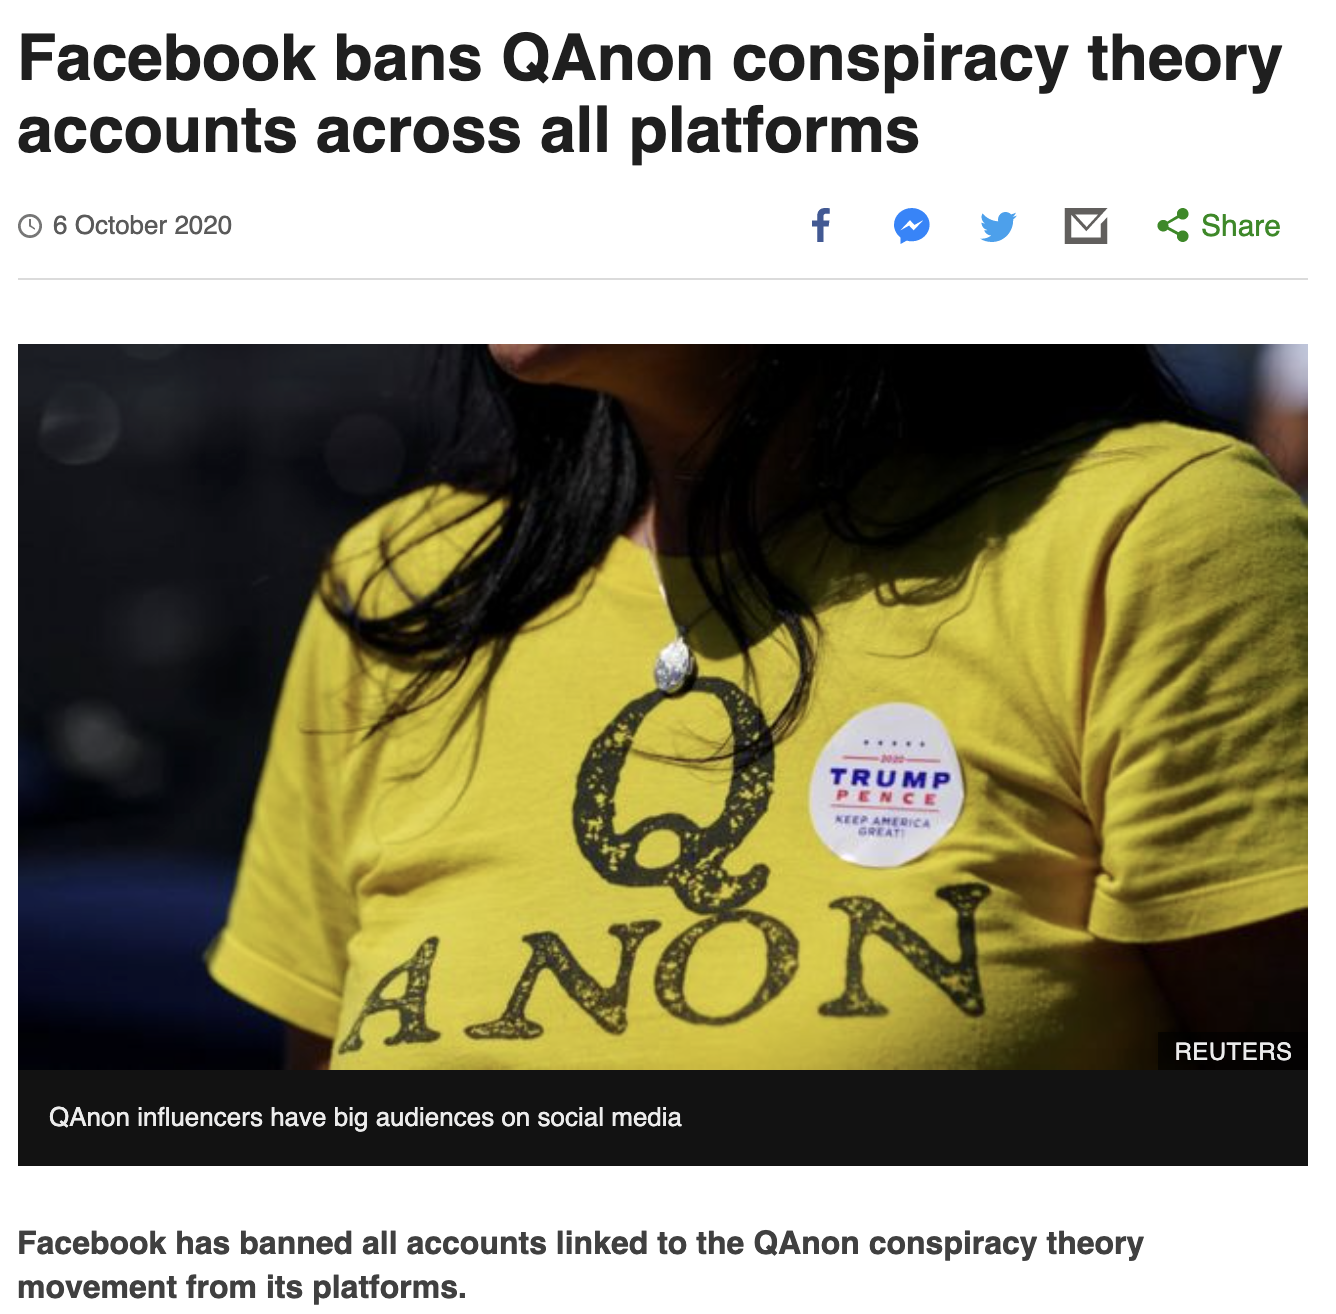 Facebook bans QAnon conspiracy theory
accounts across all platforms
6 October 2020
Share
Q
ANON
2020
TRUMP
PENCE
KEEP AMERICA
GREAT!
REUTERS
QAnon influencers have big audiences on social media
Facebook has banned all accounts linked to the QAnon conspiracy theory
movement from its platforms.